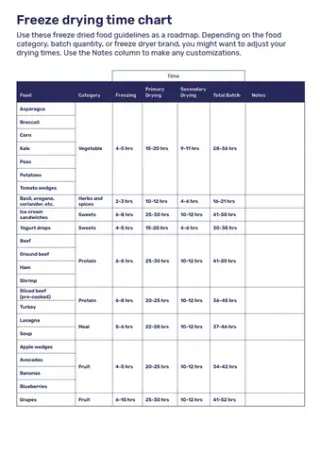 Freeze drying time chart
Use these freeze dried food guidelines as a roadmap. Depending on the food
category, batch quantity, or freeze dryer brand, you might want to adjust your
drying times. Use the Notes column to make any customizations.
Time
Food Category Freezing Primary Drying Secondary Drying Total Batch Notes
Asparagus
Broccoli
Corn
Kale Vegetable 4-5 hrs 15-20 hrs 9-11 hrs 28-36 hrs
Peas
Potatoes
Tomato wedges
Basil, oregano, coriander, etc. Herbs and spices 2-3 hrs 10-12 hrs 4-6 hrs 16-21 hrs
Ice cream sandwiches Sweets 6-8 hrs 25-30 hrs 10-12 hrs 41-50 hrs
Yogurt drops Sweets 4-5 hrs 15-20 hrs 4-6 hrs 30-38 hrs
Beef
Ground beef
Ham Protein 6-8 hrs 25-30 hrs 10-12 hrs 41-50 hrs
Shrimp
Sliced beef (pre-cooked)
Turkey Protein 6-8 hrs 20-25 hrs 10-12 hrs 36-45 hrs
Lasagna
Soup Meal 5-6 hrs 22-28 hrs 10-12 hrs 37-46 hrs
Apple wedges
Avocados
Bananas Fruit 4-5 hrs 20-25 hrs 10-12 hrs 34-42 hrs
Blueberries
Grapes Fruit 6-10 hrs 25-30 hrs 10-12 hrs 41-52 hrs